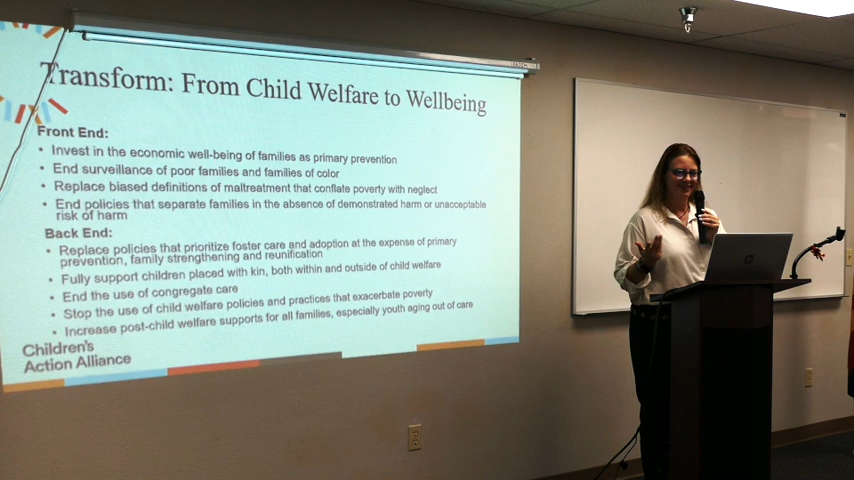 Transform: From Child Welfare to Wellbeing
Front End:
• Invest in the economic well-being of families as primary prevention
• End surveillance of poor families and families of color
• Replace biased definitions of maltreatment that conflate poverty with neglect
• End policies that separate families in the absence of demonstrated harm or unacceptable
risk of harm
Back End:
• Replace policies that prioritize foster care and adoption at the expense of primary
prevention, family strengthening and reunification
• Fully support children placed with kin, both within and outside of child welfare
• End the use of congregate care
• Stop the use of child welfare policies and practices that exacerbate poverty
• Increase post-child welfare supports for all families, especially youth aging out of care
Children's
Action Alliance
hp